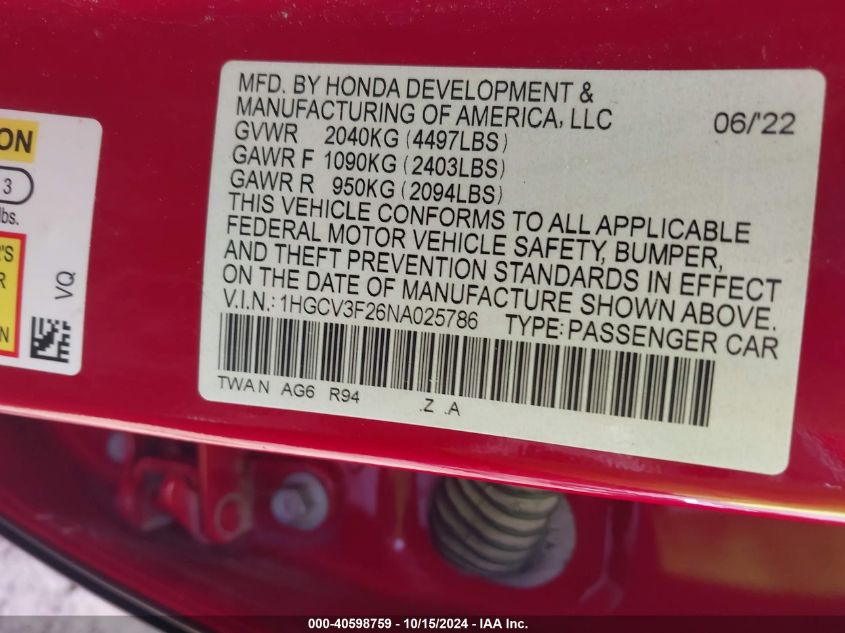 MFD. BY HONDA DEVELOPMENT &
MANUFACTURING OF AMERICA, LLC 06/'22
GVWR 2040KG (4497LBS)
GAWR F 1090KG (2403LBS)
GAWR R 950KG (2094LBS)
THIS VEHICLE CONFORMS TO ALL APPLICABLE
FEDERAL MOTOR VEHICLE SAFETY, BUMPER,
AND THEFT PREVENTION STANDARDS IN EFFECT
ON THE DATE OF MANUFACTURE SHOWN ABOVE.
V.I.N.: 1HGCV3F26NA025786 TYPE: PASSENGER CAR
TWAN AG6 R94 .Z .A
ON
3
lbs.
'S
R
N
VQ
000-40598759 - 10/15/2024 - IAA Inc.